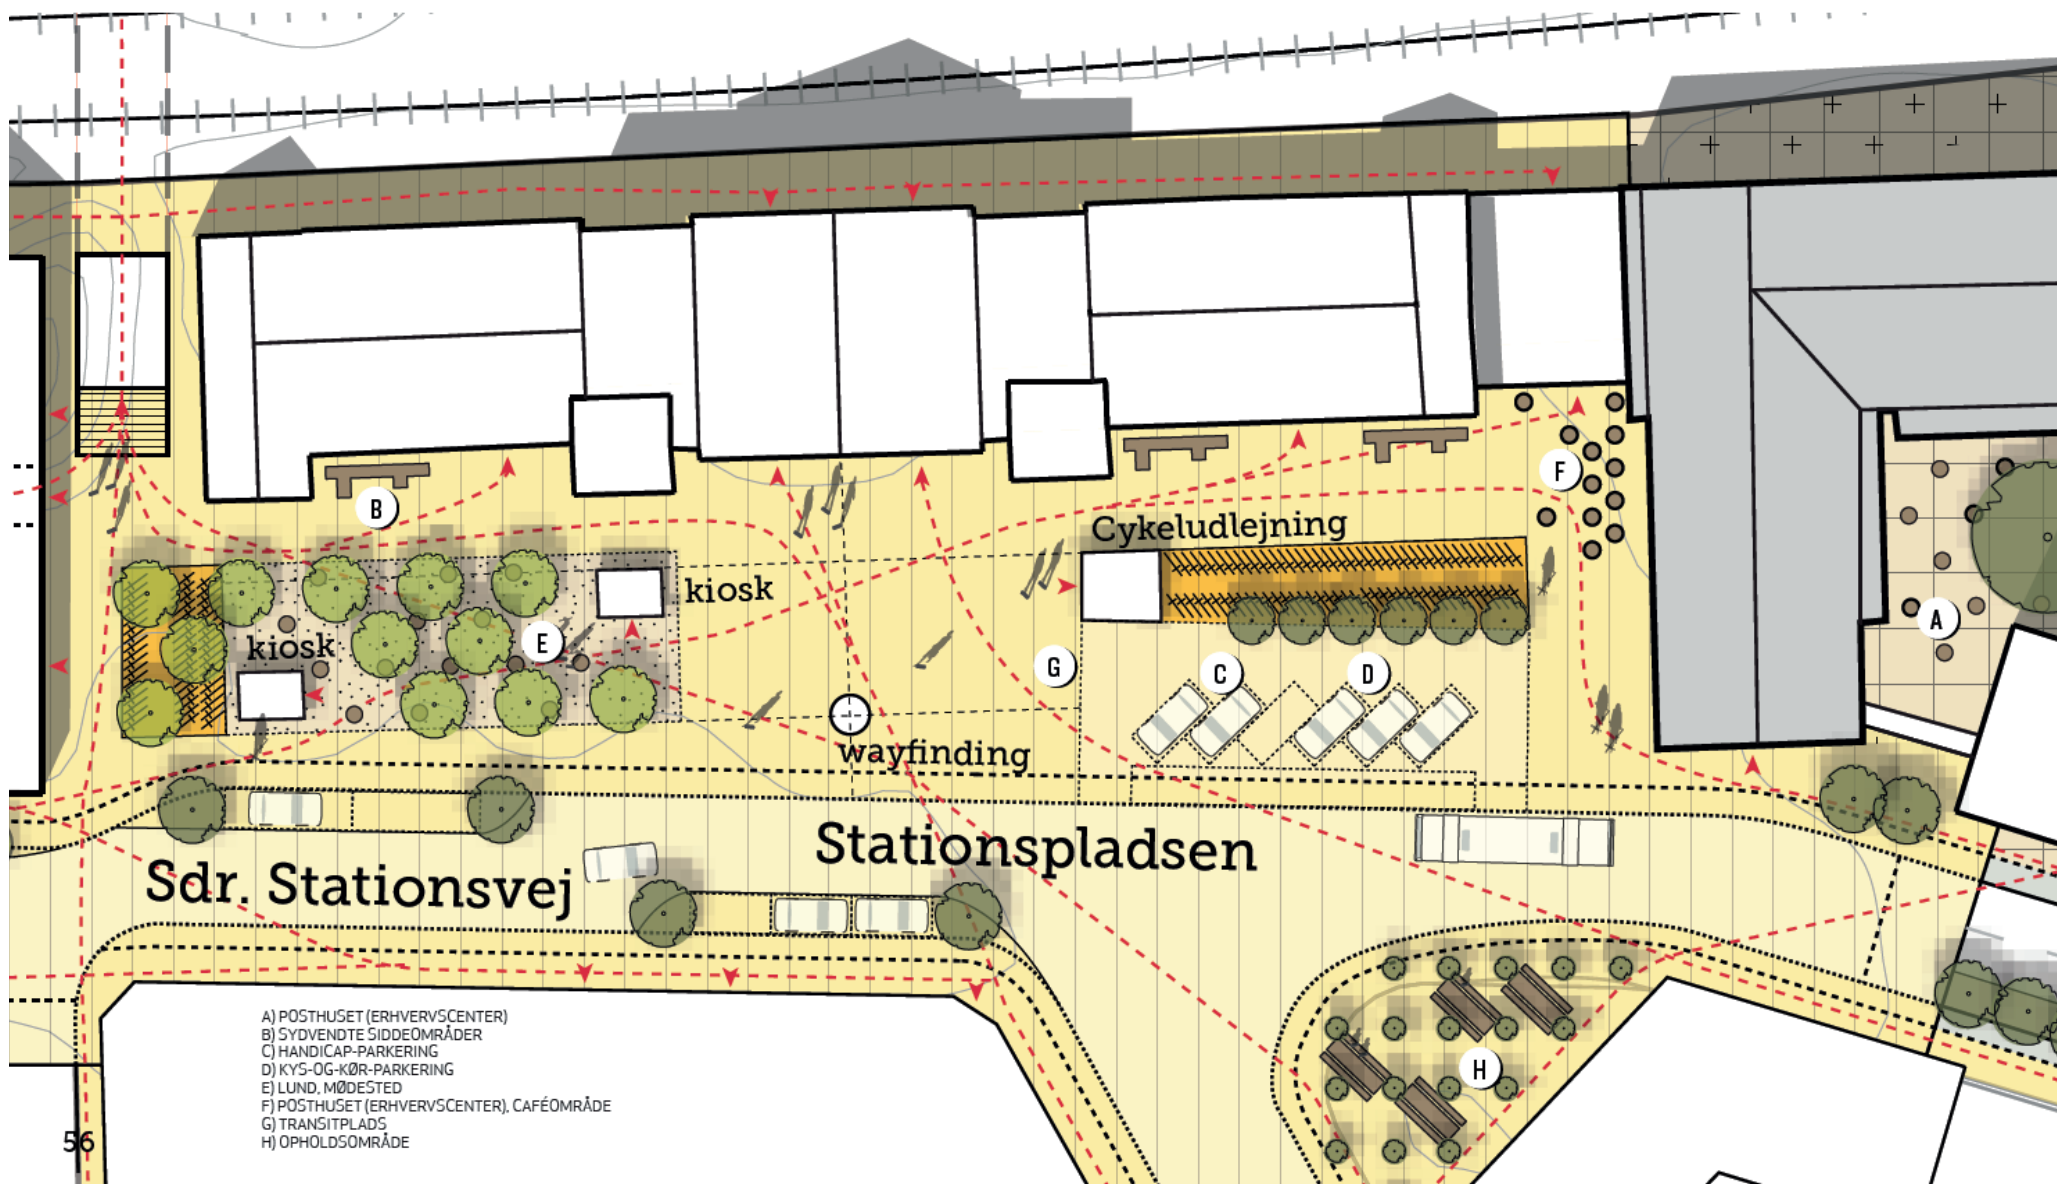 B
F
Cykeludlejning
kiosk
A
E
kiosk
G
C
D
wayfinding
Stationspladsen
Sdr. Stationsvej
H
A) POSTHUSET (ERHVERVSCENTER)
B) SYDVENDTE SIDDEOMRÅDER
C) HANDICAP-PARKERING
D) KYS-OG-KØR-PARKERING
E) LUND, MØDESTED
F) POSTHUSET (ERHVERVSCENTER), CAFÉOMRÅDE
G) TRANSITPLADS
H) OPHOLDSOMRÅDE
56